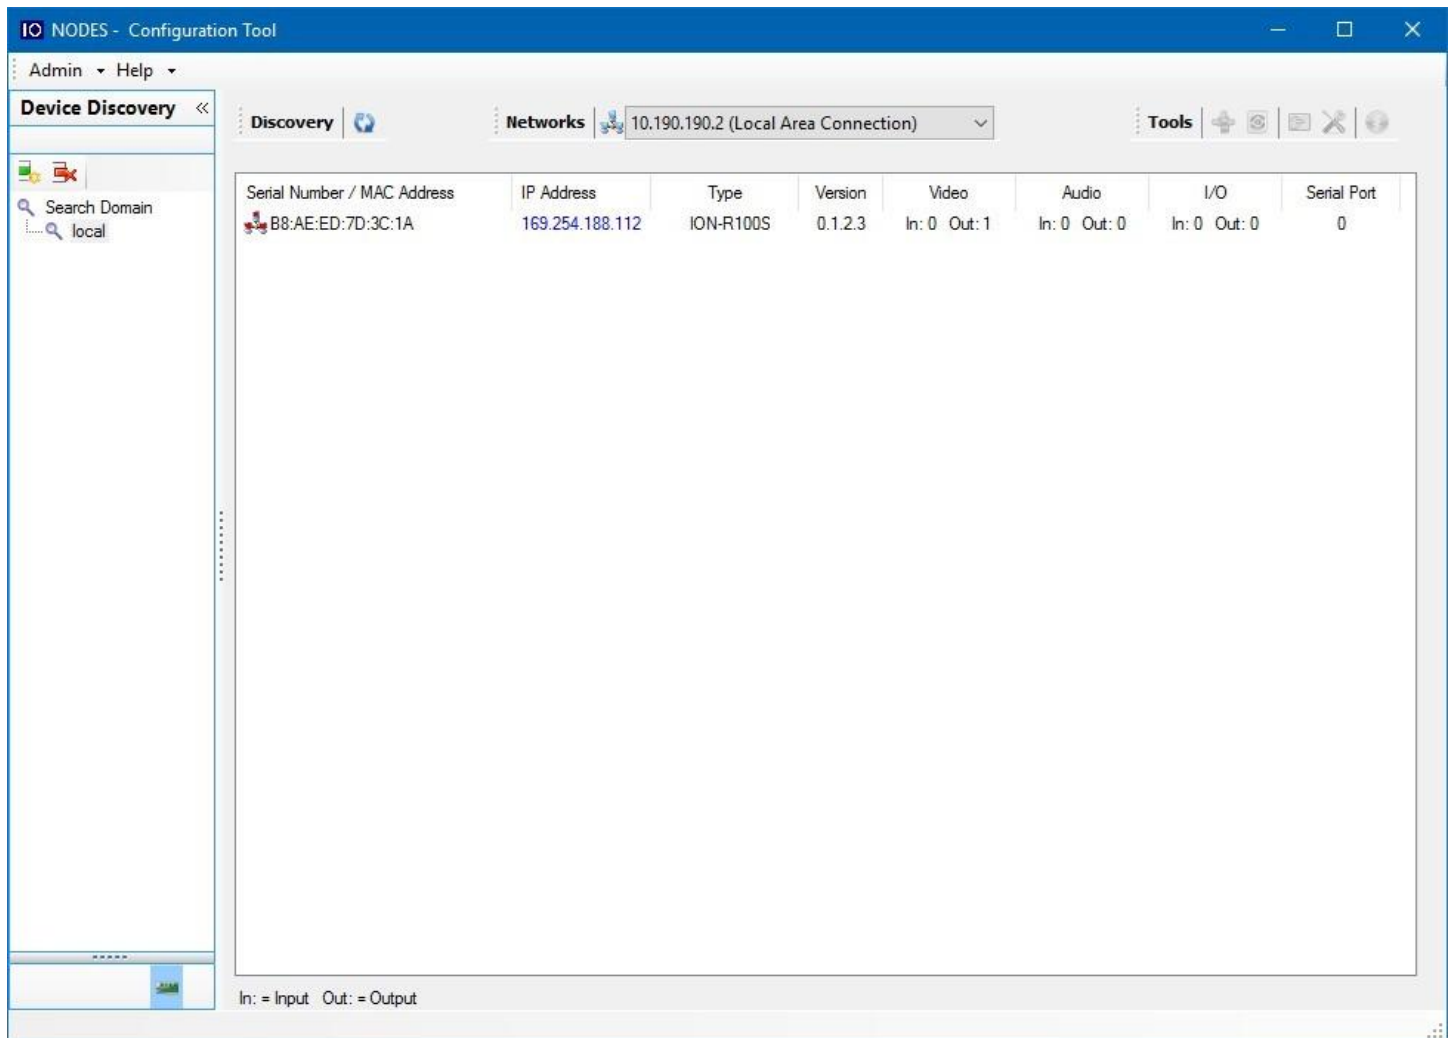 IO NODES - Configuration Tool
Admin Help
Device Discovery «
Discovery Networks 10.190.190.2 (Local Area Connection) Tools
Search Domain
local
Serial Number / MAC Address IP Address Type Version Video Audio I/O Serial Port
B8:AE:ED:7D:3C:1A 169.254.188.112 ION-R100S 0.1.2.3 In: 0 Out: 1 In: 0 Out: 0 In: 0 Out: 0 0
In: = Input Out: = Output